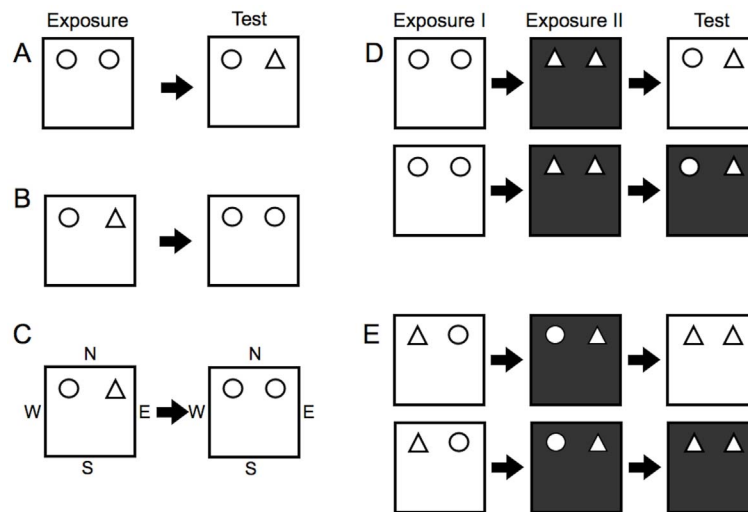 Exposure Test
A
B
C
N N
W E W E
S S
Exposure I Exposure II Test
D
E